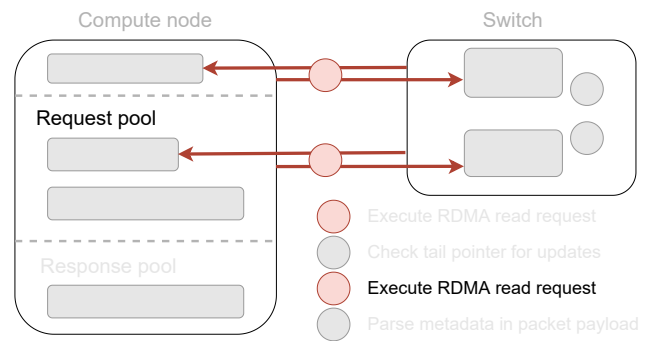 Compute node
Switch
Request pool
Execute RDMA read request
Check tail pointer for updates
Response pool
Execute RDMA read request
Parse metadata in packet payload